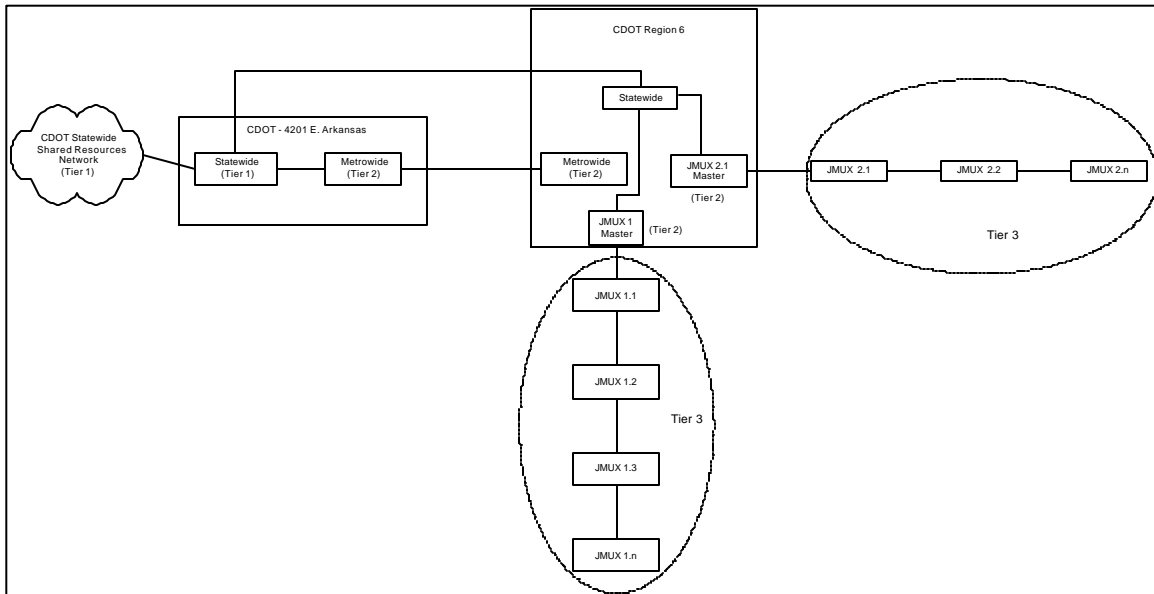 CDOT Region 6
Statewide
CDOT - 4201 E. Arkansas
CDOT Statewide
Shared Resources
Network
(Tier 1)
Statewide
(Tier 1)
Metrowide
(Tier 2)
Metrowide
(Tier 2)
JMUX 2.1
Master
(Tier 2)
JMUX 2.1
JMUX 2.2
JMUX 2.n
Tier 3
JMUX 1
Master
(Tier 2)
JMUX 1.1
JMUX 1.2
Tier 3
JMUX 1.3
JMUX 1.n